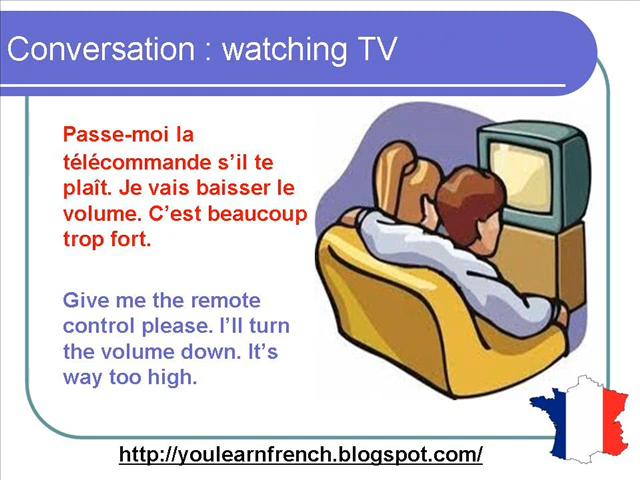 Conversation : watching TV
Passe-moi la
télécommande s’il te
plaît. Je vais baisser le
volume. C’est beaucoup
trop fort.
Give me the remote
control please. I’ll turn
the volume down. It’s
way too high.
http://youlearnfrench.blogspot.com/